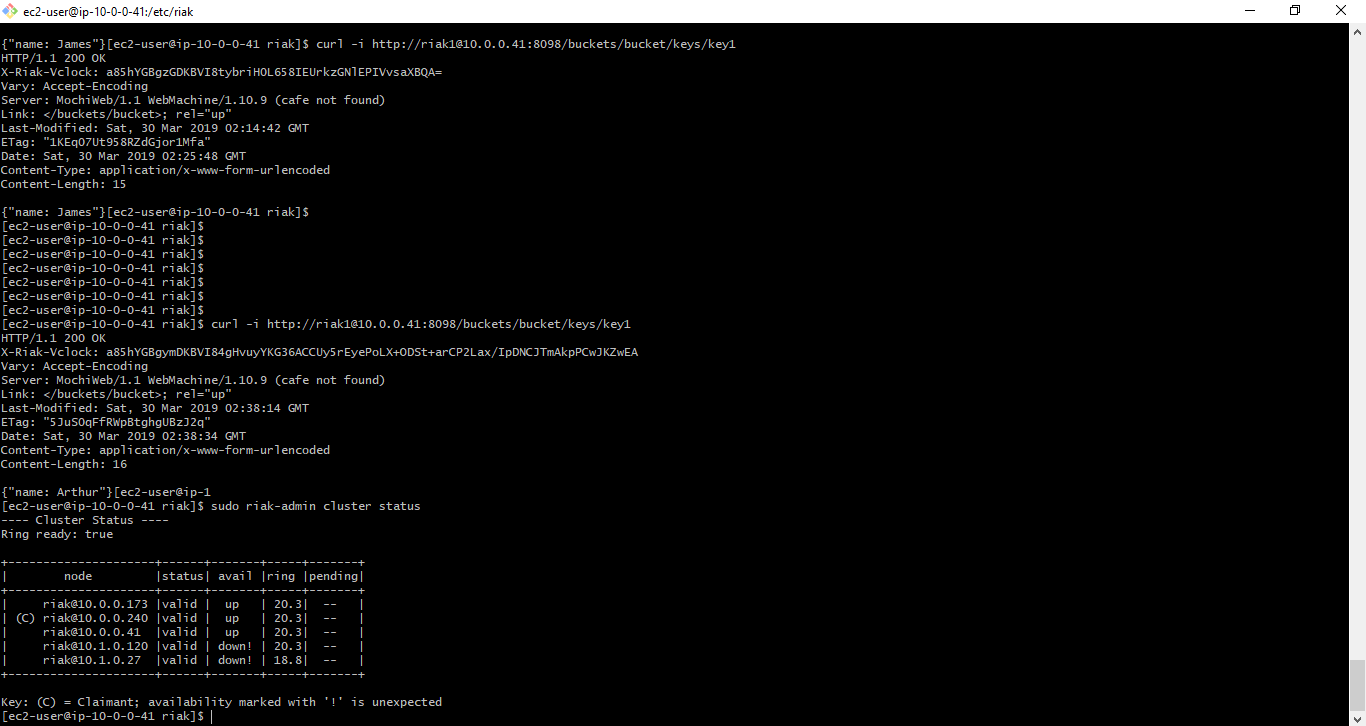 ec2-user@ip-10-0-0-41:/etc/riak
{"name: James"}[ec2-user@ip-10-0-0-41 riak]$ curl -i http://riak1@10.0.0.41:8098/buckets/bucket/keys/key1
HTTP/1.1 200 OK
X-Riak-Vclock: a85hYGBgzGDKBVI8tybriHOL658IEUrkzGNlEPIVvsaXBQA=
Vary: Accept-Encoding
Server: MochiWeb/1.1 WebMachine/1.10.9 (cafe not found)
Link: </buckets/bucket>; rel="up"
Last-Modified: Sat, 30 Mar 2019 02:14:42 GMT
ETag: "1KEqO7Ut958RZdGjor1Mfa"
Date: Sat, 30 Mar 2019 02:25:48 GMT
Content-Type: application/x-www-form-urlencoded
Content-Length: 15
{"name: James"}[ec2-user@ip-10-0-0-41 riak]$
[ec2-user@ip-10-0-0-41 riak]$
[ec2-user@ip-10-0-0-41 riak]$
[ec2-user@ip-10-0-0-41 riak]$
[ec2-user@ip-10-0-0-41 riak]$
[ec2-user@ip-10-0-0-41 riak]$
[ec2-user@ip-10-0-0-41 riak]$
[ec2-user@ip-10-0-0-41 riak]$
[ec2-user@ip-10-0-0-41 riak]$ curl -i http://riak1@10.0.0.41:8098/buckets/bucket/keys/key1
HTTP/1.1 200 OK
X-Riak-Vclock: a85hYGBgymDKBVI84gHvuyYKG36ACCUy5rEyePoLX+ODSt+arCP2Lax/IpDNCJTmAkpPCwJKZwEA
Vary: Accept-Encoding
Server: MochiWeb/1.1 WebMachine/1.10.9 (cafe not found)
Link: </buckets/bucket>; rel="up"
Last-Modified: Sat, 30 Mar 2019 02:38:14 GMT
ETag: "5JuSOqFfRWpBtghgUBzJ2q"
Date: Sat, 30 Mar 2019 02:38:34 GMT
Content-Type: application/x-www-form-urlencoded
Content-Length: 16
{"name: Arthur"}[ec2-user@ip-1
[ec2-user@ip-10-0-0-41 riak]$ sudo riak-admin cluster status
---- Cluster Status ----
Ring ready: true
+---------------------+------+-------+-----+-------+
|        node         |status| avail |ring |pending|
+---------------------+------+-------+-----+-------+
|     riak@10.0.0.173 |valid |  up   | 20.3|  --   |
| (C) riak@10.0.0.240 |valid |  up   | 20.3|  --   |
|     riak@10.0.0.41  |valid |  up   | 20.3|  --   |
|     riak@10.1.0.120 |valid | down! | 20.3|  --   |
|     riak@10.1.0.27  |valid | down! | 18.8|  --   |
+---------------------+------+-------+-----+-------+
Key: (C) = Claimant; availability marked with '!' is unexpected
[ec2-user@ip-10-0-0-41 riak]$